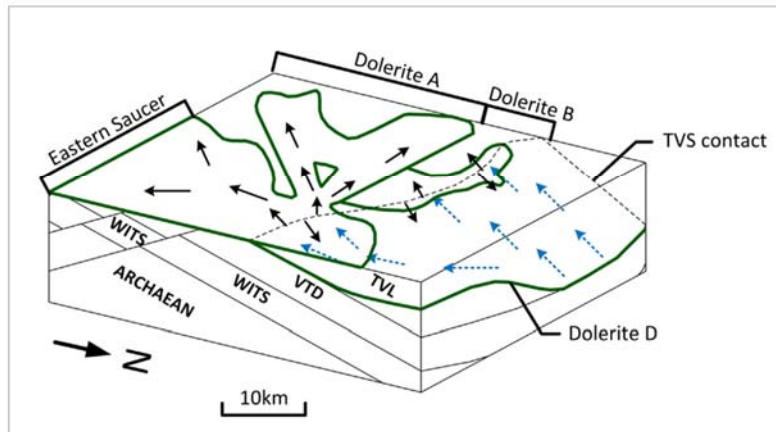 Dolerite A
Dolerite B
Eastern Saucer
TVS contact
WITS
ARCHAEAN
WITS
VTD
TVL
Dolerite D
N
10km